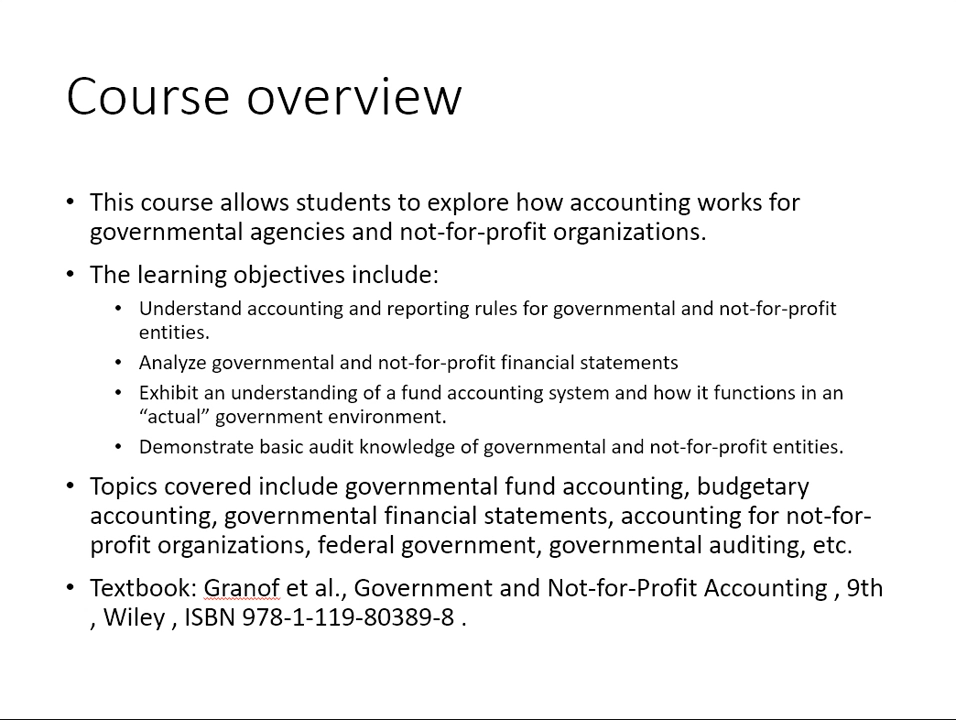 Course overview
• This course allows students to explore how accounting works for
governmental agencies and not-for-profit organizations.
• The learning objectives include:
• Understand accounting and reporting rules for governmental and not-for-profit
entities.
• Analyze governmental and not-for-profit financial statements
• Exhibit an understanding of a fund accounting system and how it functions in an
“actual” government environment.
• Demonstrate basic audit knowledge of governmental and not-for-profit entities.
• Topics covered include governmental fund accounting, budgetary
accounting, governmental financial statements, accounting for not-for-
profit organizations, federal government, governmental auditing, etc.
• Textbook: Granof et al., Government and Not-for-Profit Accounting , 9th
, Wiley , ISBN 978-1-119-80389-8 .